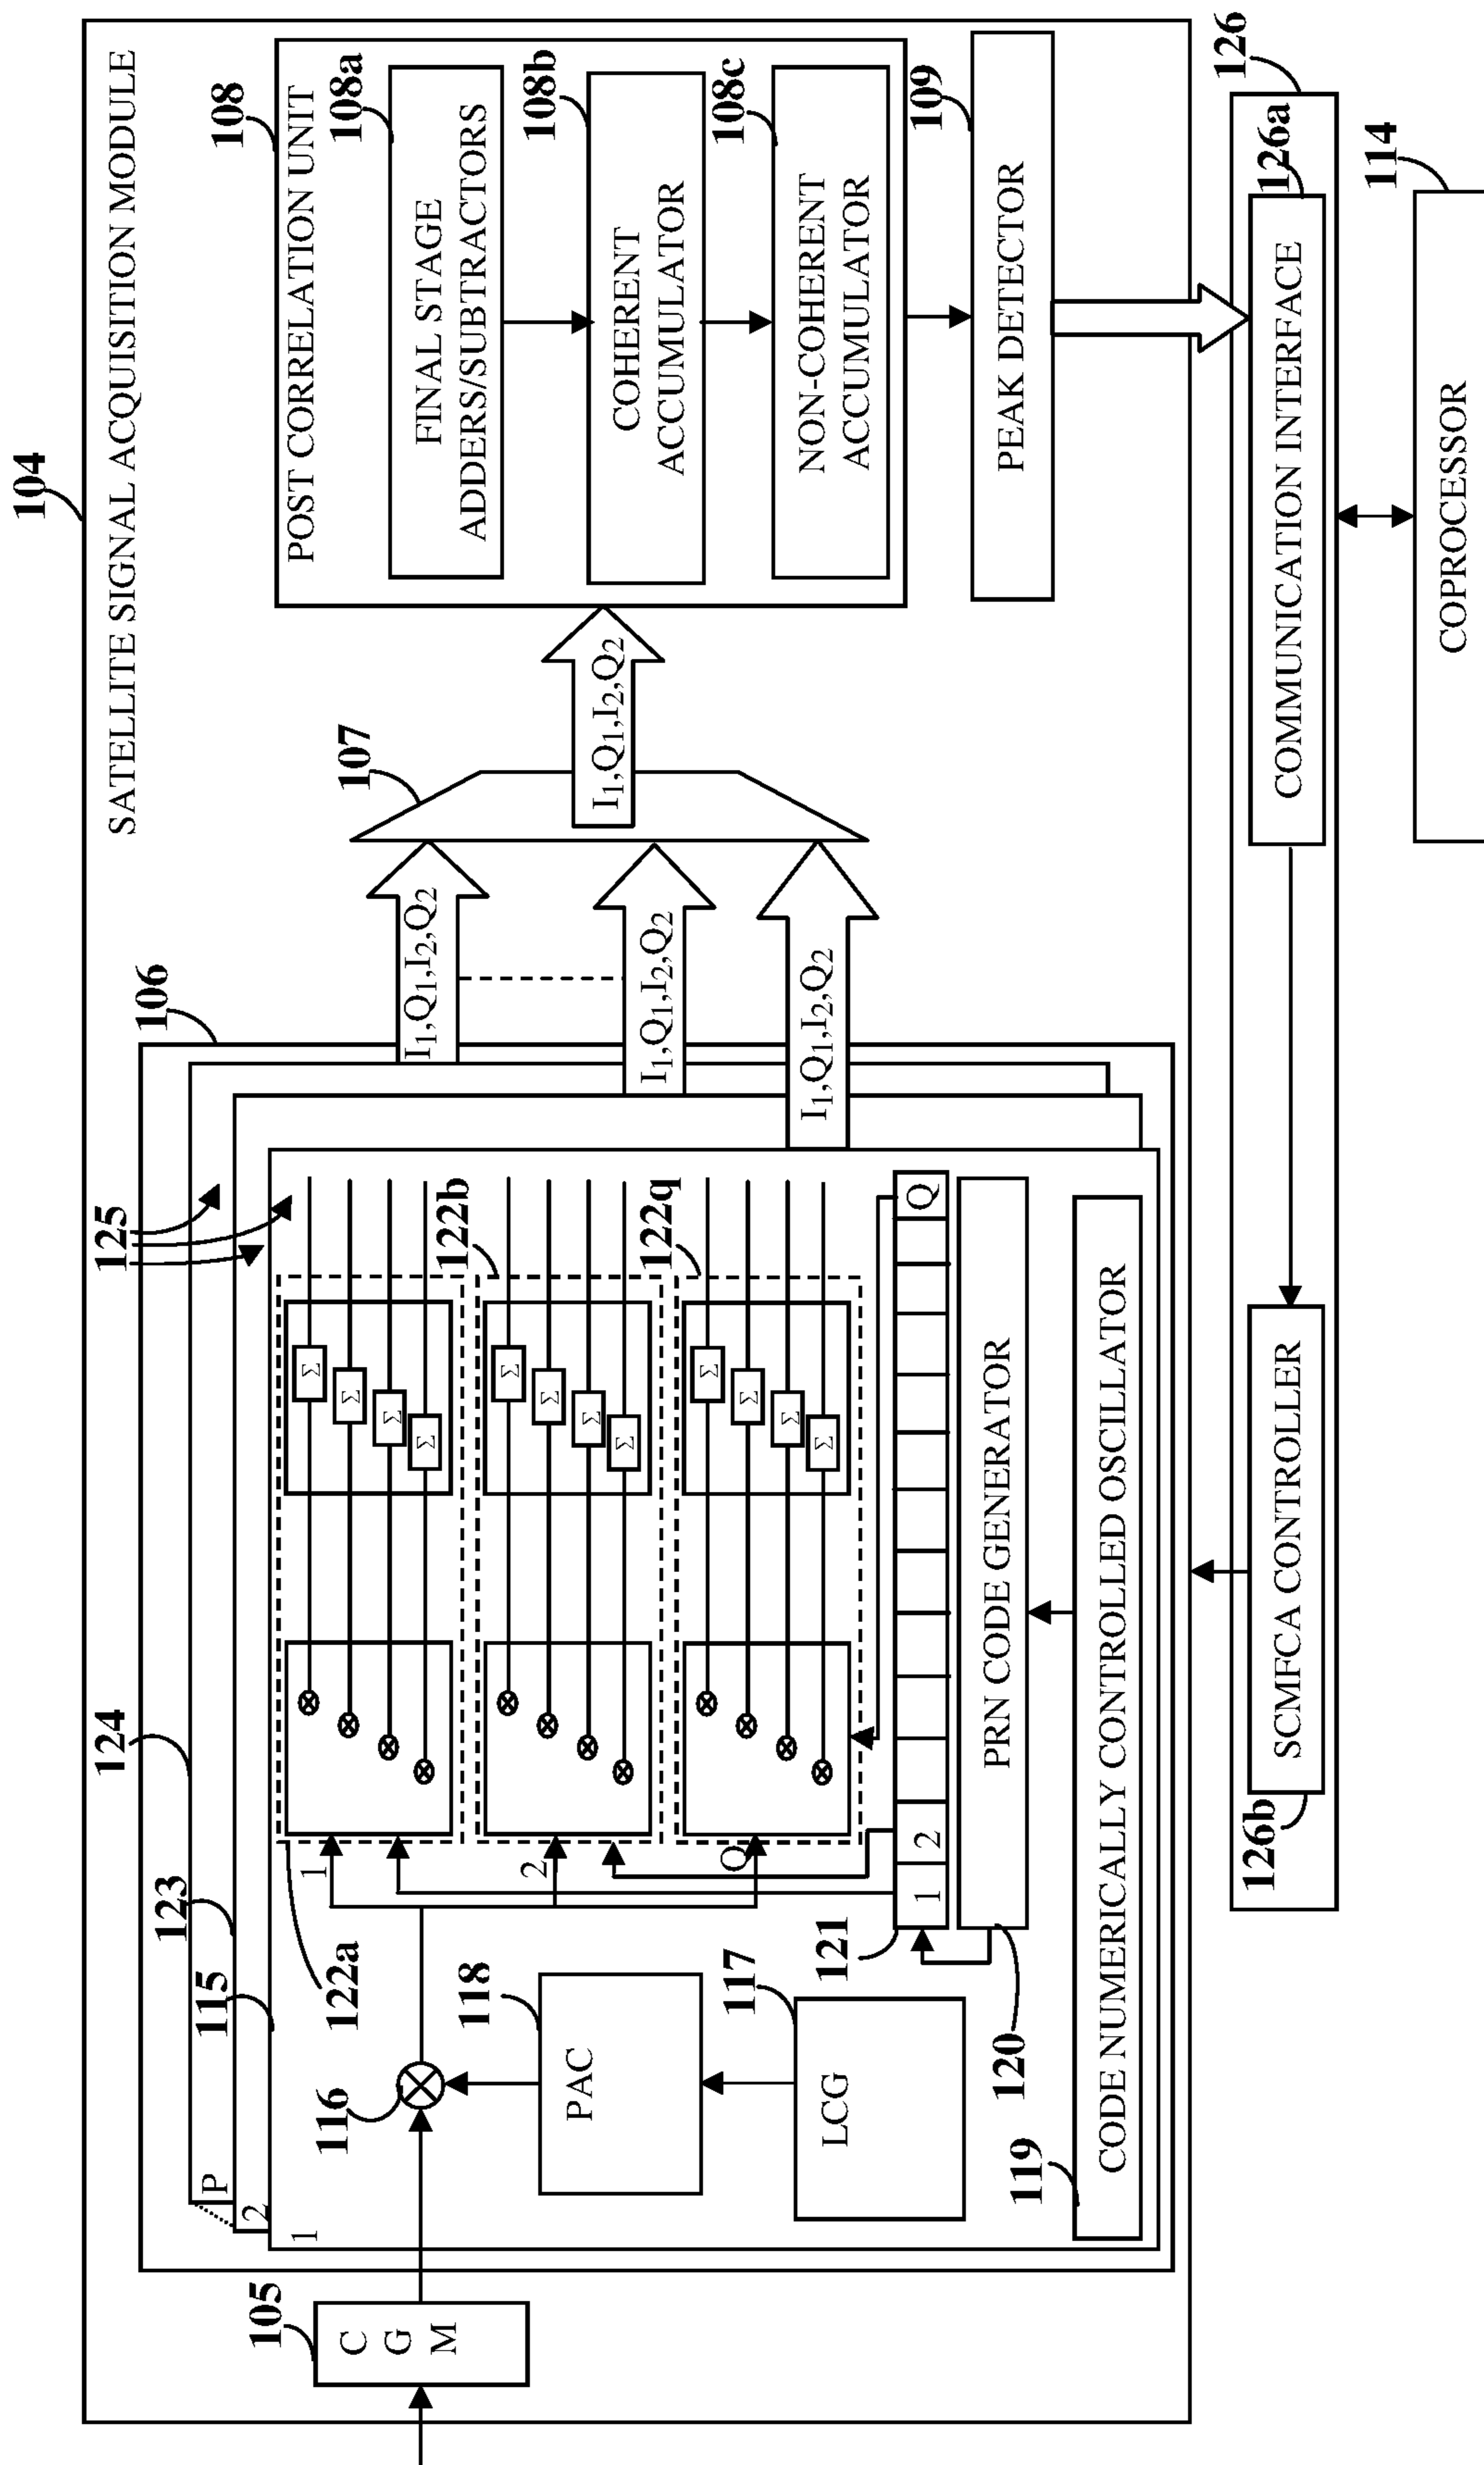 104
SATELLITE SIGNAL ACQUISITION MODULE
105
C
G
M
106
124
123
115
125
P
2
1
116
118
PAC
117
LCG
122a
122b
122q
1
2
Q
Σ
Σ
Σ
Σ
Σ
Σ
Σ
Σ
Σ
Σ
Σ
Σ
121
1
2
Q
120
PRN CODE GENERATOR
119
CODE NUMERICALLY CONTROLLED OSCILLATOR
I₁,Q₁,I₂,Q₂
I₁,Q₁,I₂,Q₂
I₁,Q₁,I₂,Q₂
107
I₁,Q₁,I₂,Q₂
108
POST CORRELATION UNIT
108a
FINAL STAGE
ADDERS/SUBTRACTORS
108b
COHERENT
ACCUMULATOR
108c
NON-COHERENT
ACCUMULATOR
109
PEAK DETECTOR
126
126a
COMMUNICATION INTERFACE
126b
SCMFCA CONTROLLER
114
COPROCESSOR